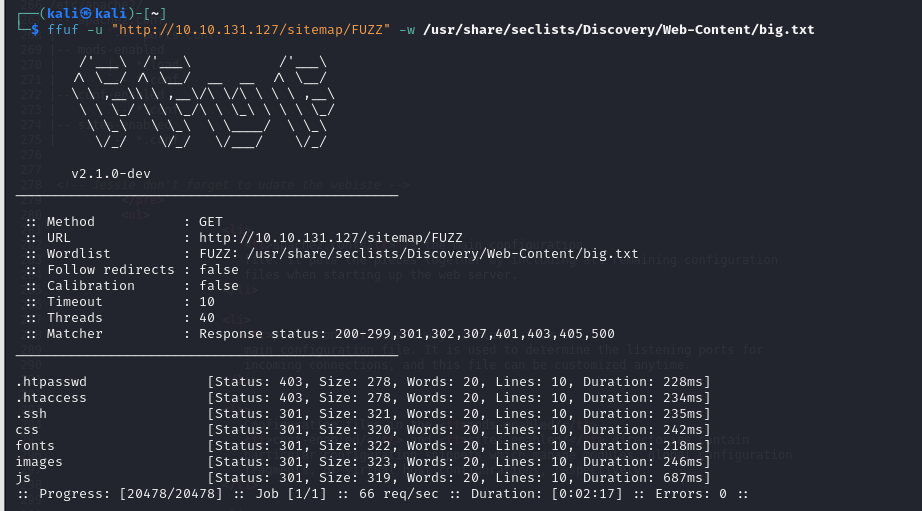 ┌──(kali㉿kali)-[~]
└─$ ffuf -u "http://10.10.131.127/sitemap/FUZZ" -w /usr/share/seclists/Discovery/Web-Content/big.txt
v2.1.0-dev
:: Method : GET
:: URL : http://10.10.131.127/sitemap/FUZZ
:: Wordlist : FUZZ: /usr/share/seclists/Discovery/Web-Content/big.txt
:: Follow redirects : false
:: Calibration : false
:: Timeout : 10
:: Threads : 40
:: Matcher : Response status: 200-299,301,302,307,401,403,405,500
.htpasswd [Status: 403, Size: 278, Words: 20, Lines: 10, Duration: 228ms]
.htaccess [Status: 403, Size: 278, Words: 20, Lines: 10, Duration: 234ms]
.ssh [Status: 301, Size: 321, Words: 20, Lines: 10, Duration: 235ms]
css [Status: 301, Size: 320, Words: 20, Lines: 10, Duration: 242ms]
fonts [Status: 301, Size: 322, Words: 20, Lines: 10, Duration: 218ms]
images [Status: 301, Size: 323, Words: 20, Lines: 10, Duration: 246ms]
js [Status: 301, Size: 319, Words: 20, Lines: 10, Duration: 687ms]
:: Progress: [20478/20478] :: Job [1/1] :: 66 req/sec :: Duration: [0:02:17] :: Errors: 0 ::